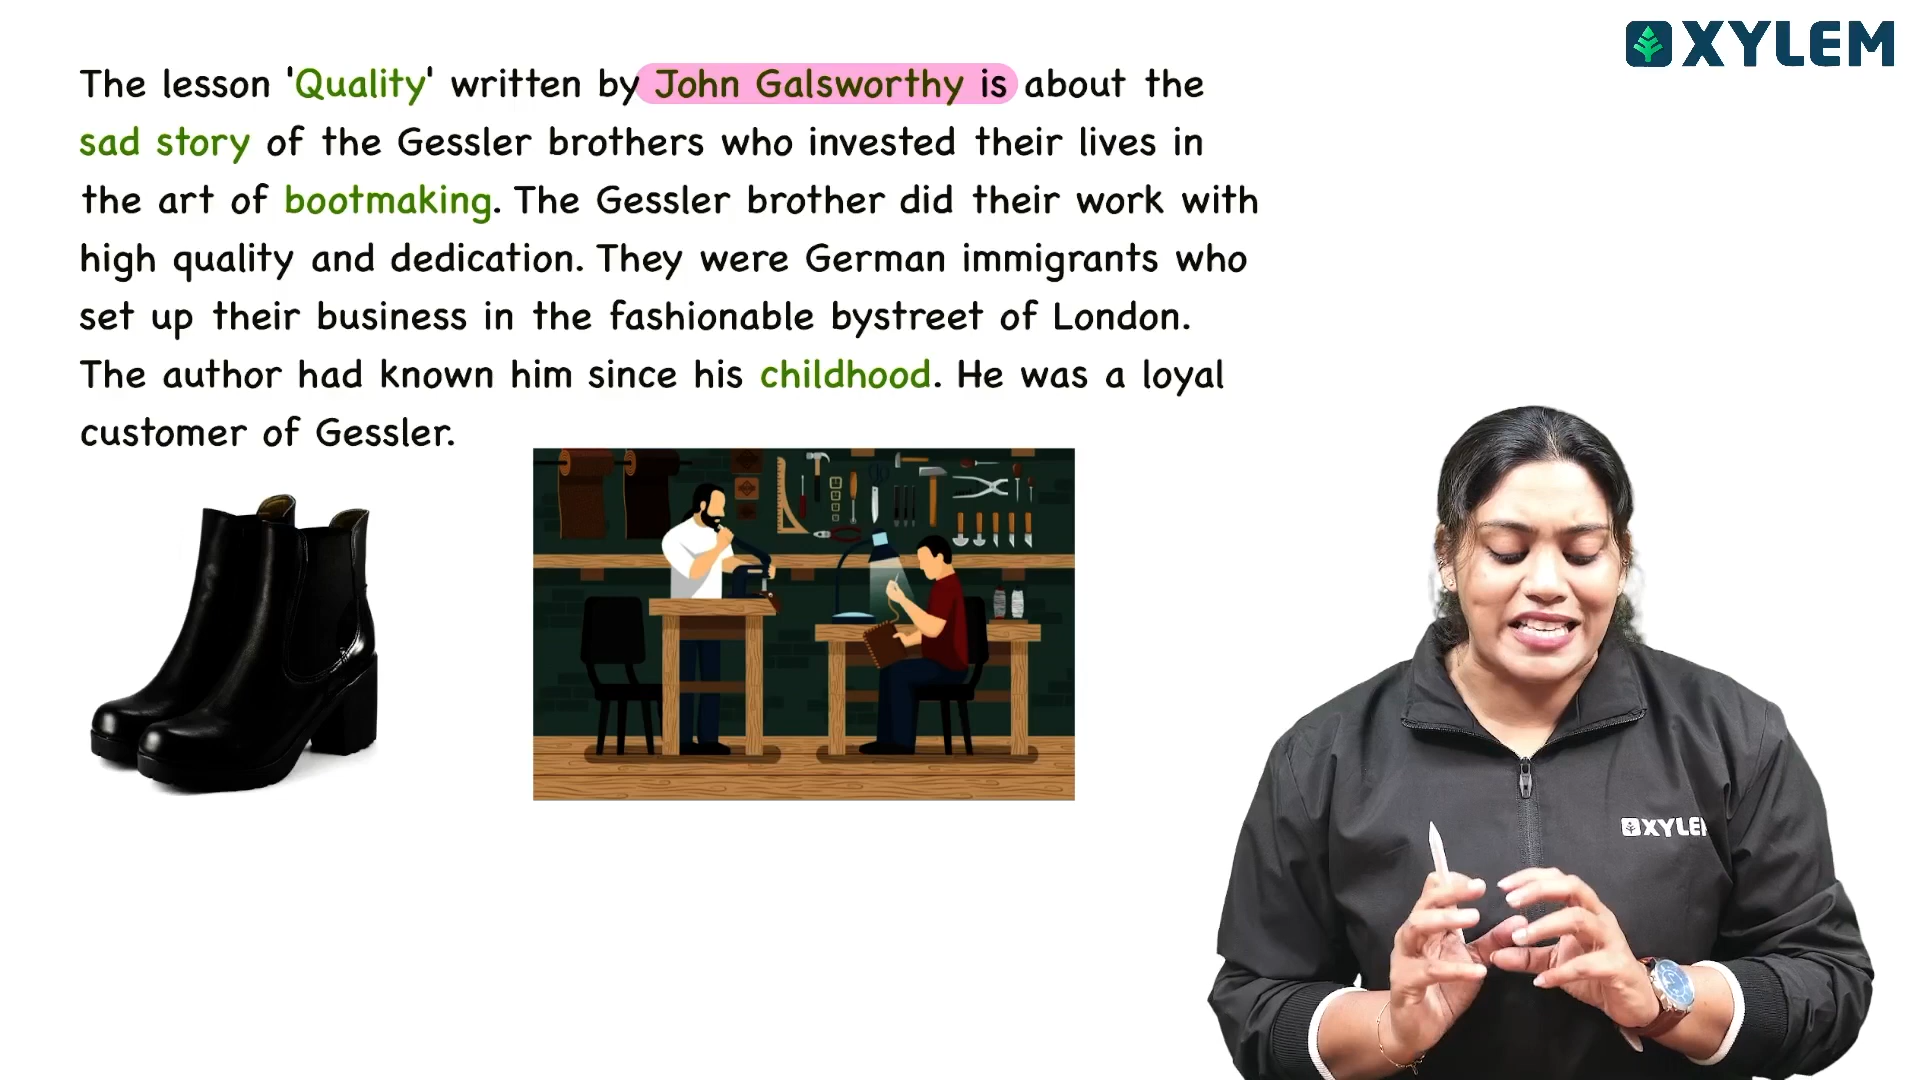 XYLEM
The lesson 'Quality' written by John Galsworthy is about the
sad story of the Gessler brothers who invested their lives in
the art of bootmaking. The Gessler brother did their work with
high quality and dedication. They were German immigrants who
set up their business in the fashionable bystreet of London.
The author had known him since his childhood. He was a loyal
customer of Gessler.
XYLEM